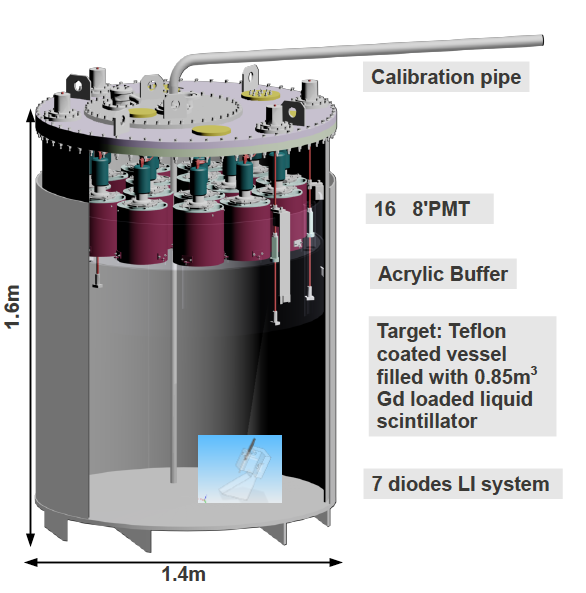 Calibration pipe
16 8'PMT
Acrylic Buffer
Target: Teflon
coated vessel
filled with 0.85m³
Gd loaded liquid
scintillator
7 diodes LI system
1.6m
1.4m